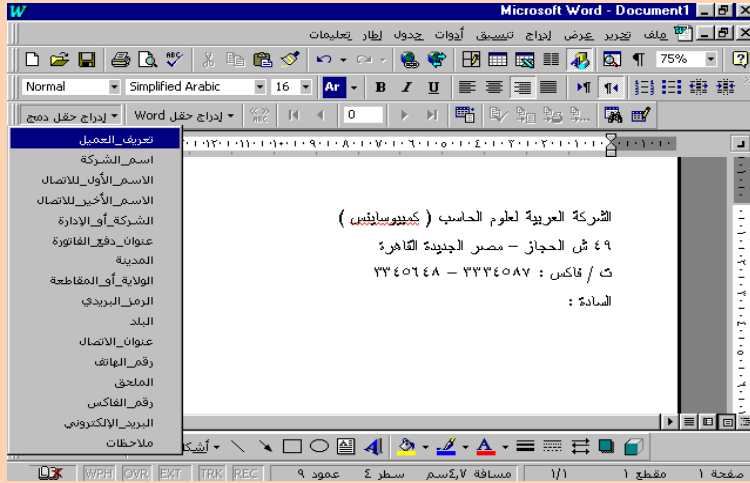 Microsoft Word - Document1
ملف تحرير عرض إدراج تنسيق أدوات جدول إطار تعليمات
75%
Normal Simplified Arabic 16 Ar B I U
إدراج حقل دمج إدراج حقل Word ABC 0
تعريف_العميل
اسم_الشركة
الاسم_الأول_للاتصال
الاسم_الأخير_للاتصال
الشركة_أو_الإدارة
عنوان_دفع_الفاتورة
المدينة
الولاية_أو_المقاطعة
الرمز_البريدي
البلد
عنوان_الاتصال
رقم_الهاتف
الملحق
رقم_الفاكس
البريد_الإلكتروني
ملاحظات
الشركة العربية لعلوم الحاسب ( كمبيوساينس )
٤٩ ش الحجاز – مصر الجديدة القاهرة
ت / فاكس : ٣٣٣٤٥٨٧ – ٣٣٤٥٦٤٨
السادة :
صفحة ١ مقطع ١ ١/١ مسافة ٤,٧سم سطر ٤ عمود ٩ REC TRK EXT OVR WPH